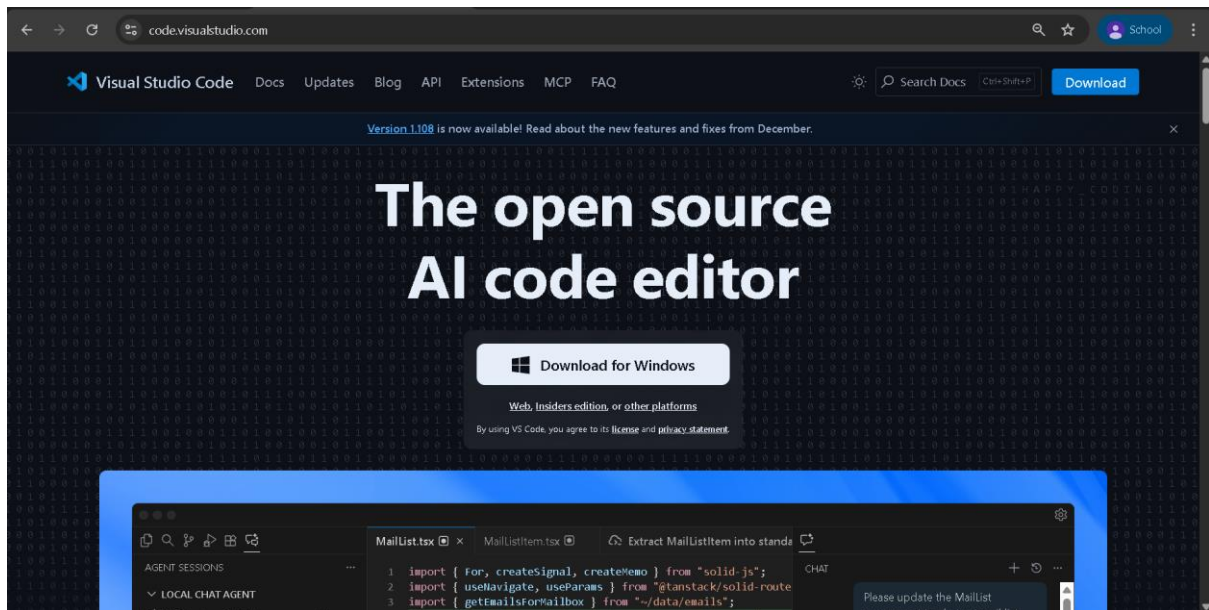 code.visualstudio.com
School
Visual Studio Code Docs Updates Blog API Extensions MCP FAQ
Search Docs Ctrl+Shift+P Download
Version 1.108 is now available! Read about the new features and fixes from December.
The open source
AI code editor
Download for Windows
Web, Insiders edition, or other platforms
By using VS Code, you agree to its license and privacy statement.
MailList.tsx MailListItem.tsx Extract MailListItem into standa
AGENT SESSIONS
CHAT
1 import { For, createSignal, createMemo } from "solid-js";
2 import { useNavigate, useParams } from "@tanstack/solid-route
3 import { getEmailsForMailbox } from "~/data/emails";
LOCAL CHAT AGENT
Please update the MailList